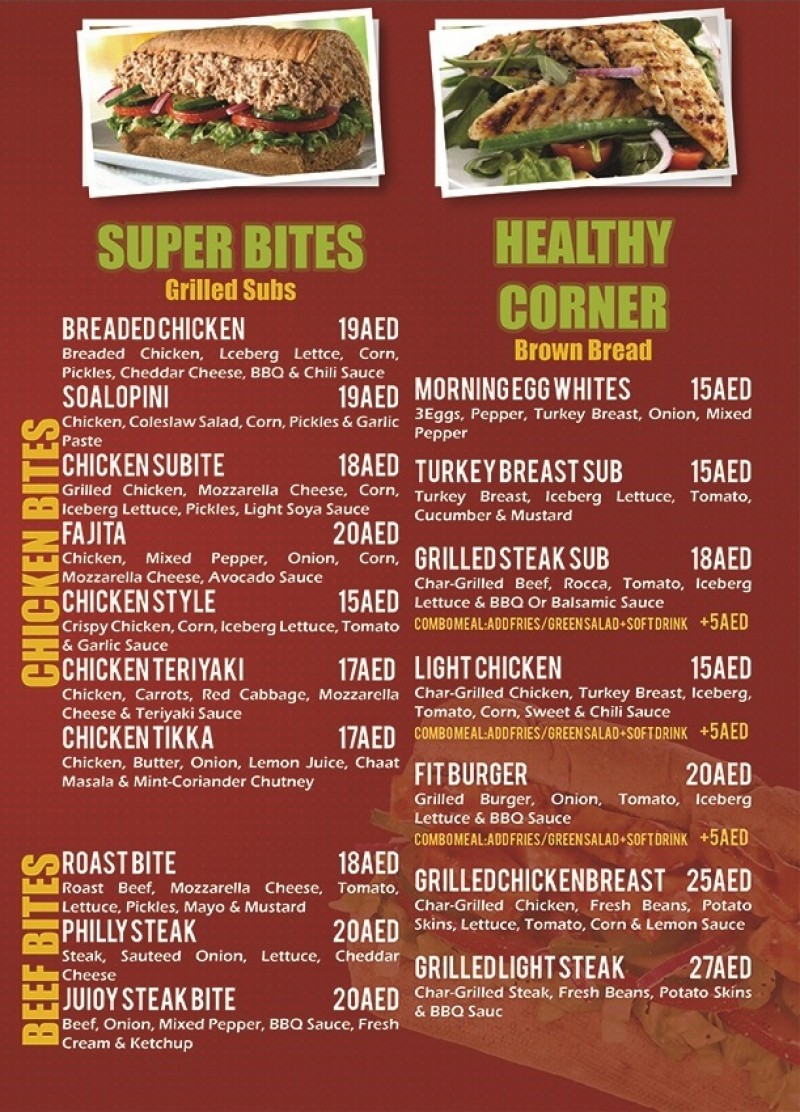 SUPER BITES
Grilled Subs
CHICKEN BITES
BREADED CHICKEN 19AED
Breaded Chicken, Lceberg Lettce, Corn,
Pickles, Cheddar Cheese, BBQ & Chili Sauce
SOALOPINI 19AED
Chicken, Coleslaw Salad, Corn, Pickles & Garlic
Paste
CHICKEN SUBITE 18AED
Grilled Chicken, Mozzarella Cheese, Corn,
Iceberg Lettuce, Pickles, Light Soya Sauce
FAJITA 20AED
Chicken, Mixed Pepper, Onion, Corn,
Mozzarella Cheese, Avocado Sauce
CHICKEN STYLE 15AED
Crispy Chicken, Corn, Iceberg Lettuce, Tomato
& Garlic Sauce
CHICKEN TERIYAKI 17AED
Chicken, Carrots, Red Cabbage, Mozzarella
Cheese & Teriyaki Sauce
CHICKEN TIKKA 17AED
Chicken, Butter, Onion, Lemon Juice, Chaat
Masala & Mint-Coriander Chutney
BEEF BITES
ROAST BITE 18AED
Roast Beef, Mozzarella Cheese, Tomato,
Lettuce, Pickles, Mayo & Mustard
PHILLY STEAK 20AED
Steak, Sauteed Onion, Lettuce, Cheddar
Cheese
JUIOY STEAK BITE 20AED
Beef, Onion, Mixed Pepper, BBQ Sauce, Fresh
Cream & Ketchup
HEALTHY
CORNER
Brown Bread
MORNING EGG WHITES 15AED
3Eggs, Pepper, Turkey Breast, Onion, Mixed
Pepper
TURKEY BREAST SUB 15AED
Turkey Breast, Iceberg Lettuce, Tomato,
Cucumber & Mustard
GRILLED STEAK SUB 18AED
Char-Grilled Beef, Rocca, Tomato, Iceberg
Lettuce & BBQ Or Balsamic Sauce
COMBO MEAL: ADD FRIES / GREEN SALAD + SOFT DRINK +5AED
LIGHT CHICKEN 15AED
Char-Grilled Chicken, Turkey Breast, Iceberg,
Tomato, Corn, Sweet & Chili Sauce
COMBO MEAL: ADD FRIES / GREEN SALAD + SOFT DRINK +5AED
FIT BURGER 20AED
Grilled Burger, Onion, Tomato, Iceberg
Lettuce & BBQ Sauce
COMBO MEAL: ADD FRIES / GREEN SALAD + SOFT DRINK +5AED
GRILLED CHICKEN BREAST 25AED
Char-Grilled Chicken, Fresh Beans, Potato
Skins, Lettuce, Tomato, Corn & Lemon Sauce
GRILLED LIGHT STEAK 27AED
Char-Grilled Steak, Fresh Beans, Potato Skins
& BBQ Sauc